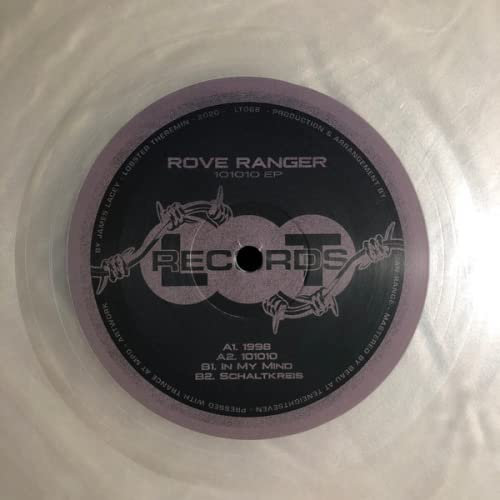 ROVE RANGER
101010 EP
LOT
RECORDS
A1. 1998
A2. 101010
B1. IN MY MIND
B2. SCHALTKREIS
LOBSTER THEREMIN - 2020 - LT068 - PRODUCTION & ARRANGEMENT BY
RANGE - MASTERED BY BEAU AT TENEIGHTSEVEN - PRESSED WITH TRANCE AT MPO - ARTWORK
BY JAMES LACEY -